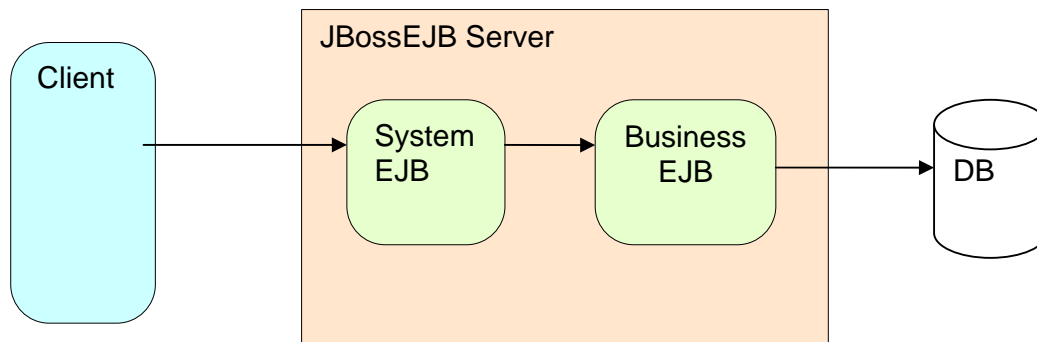 JBossEJB Server
Client
System
EJB
Business
EJB
DB